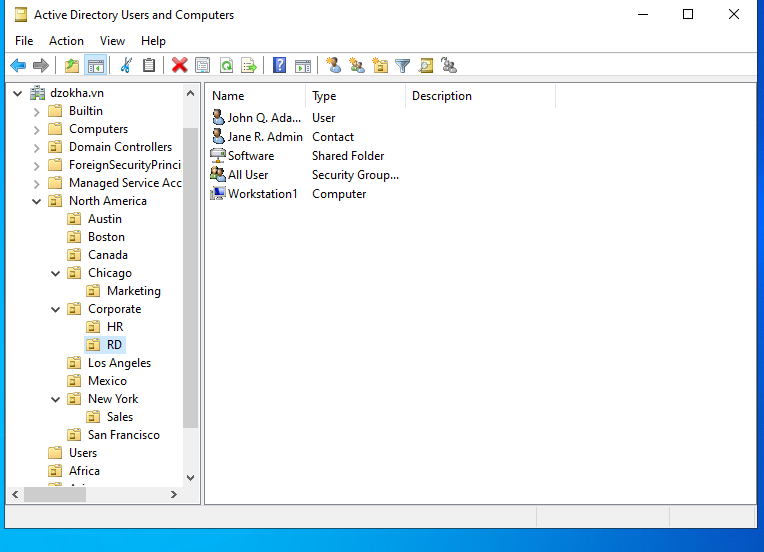 Active Directory Users and Computers
File Action View Help
dzokha.vn
Builtin
Computers
Domain Controllers
ForeignSecurityPrinci
Managed Service Acc
North America
Austin
Boston
Canada
Chicago
Marketing
Corporate
HR
RD
Los Angeles
Mexico
New York
Sales
San Francisco
Users
Africa
Name Type Description
John Q. Ada... User
Jane R. Admin Contact
Software Shared Folder
All User Security Group...
Workstation1 Computer